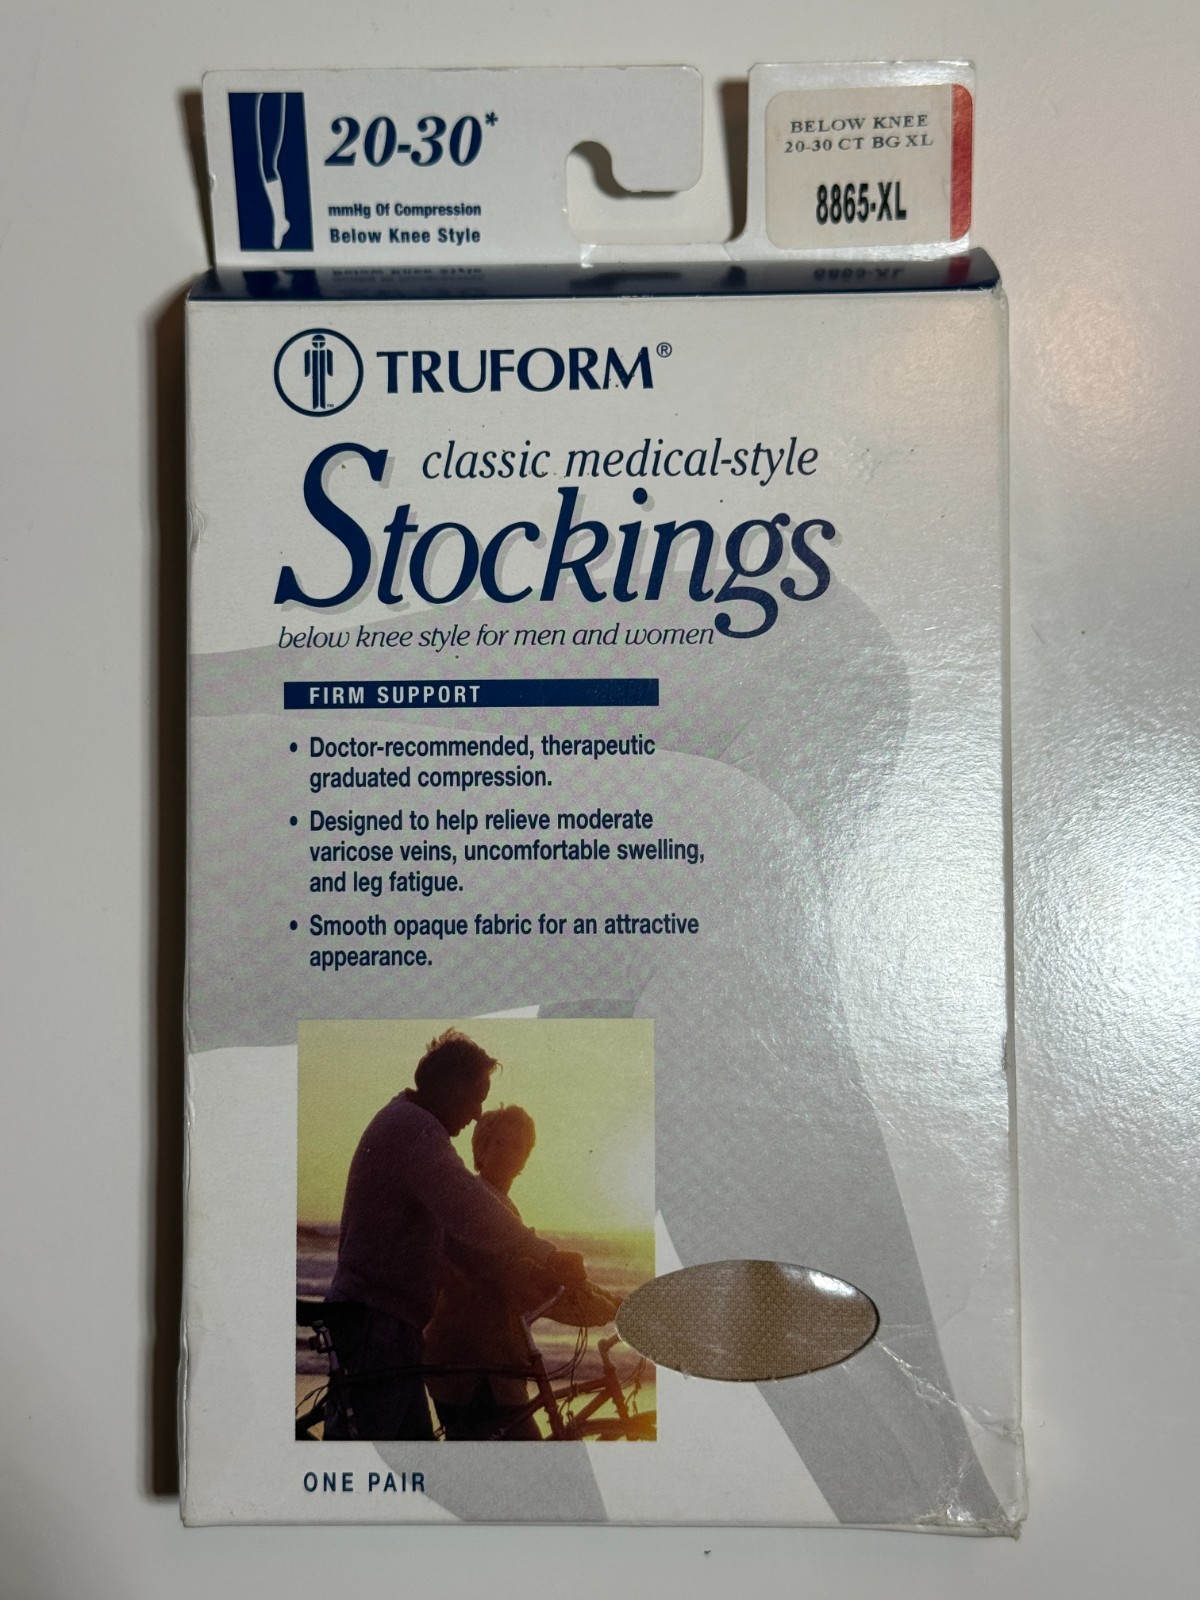 20-30*
mmHg Of Compression
Below Knee Style
BELOW KNEE
20-30 CT BG XL
8865-XL
TRUFORM®
classic medical-style
Stockings
below knee style for men and women
FIRM SUPPORT
• Doctor-recommended, therapeutic
graduated compression.
• Designed to help relieve moderate
varicose veins, uncomfortable swelling,
and leg fatigue.
• Smooth opaque fabric for an attractive
appearance.
ONE PAIR